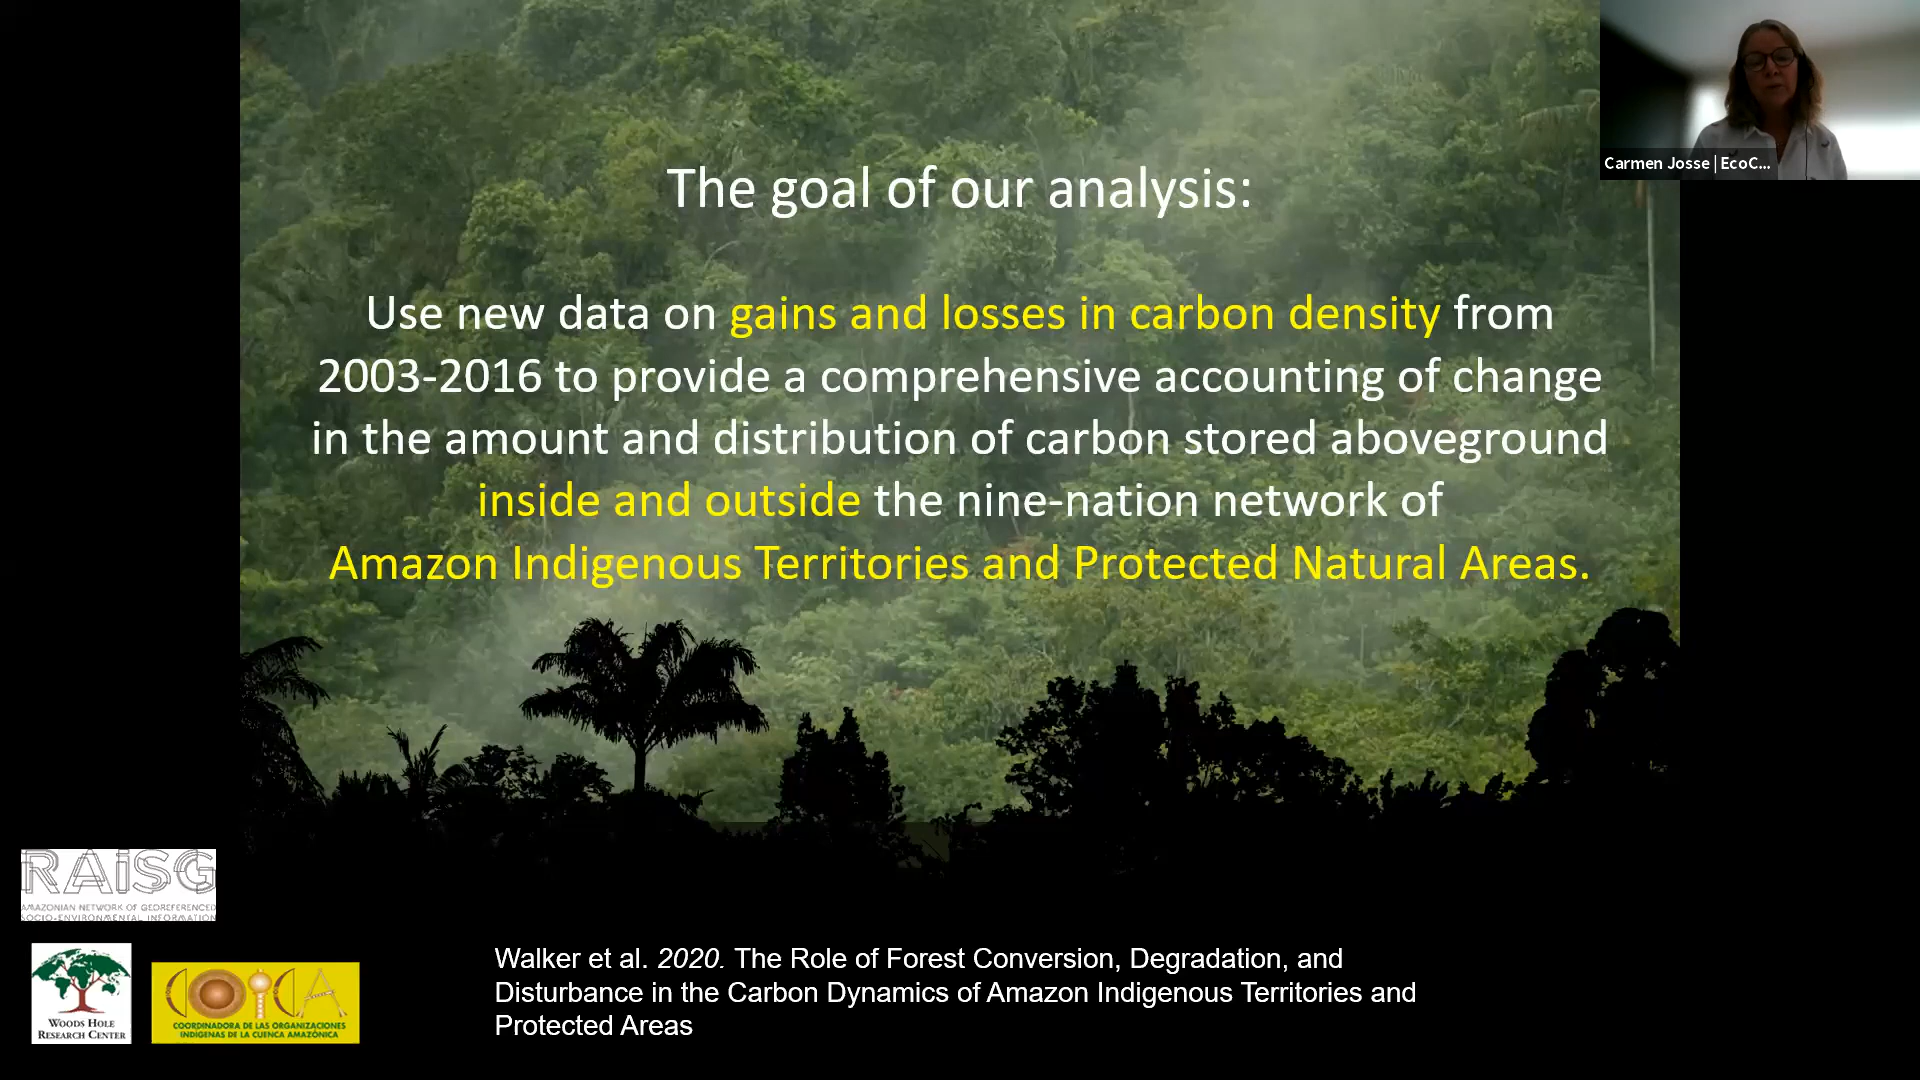 Carmen Josse | EcoC...
The goal of our analysis:
Use new data on gains and losses in carbon density from
2003-2016 to provide a comprehensive accounting of change
in the amount and distribution of carbon stored aboveground
inside and outside the nine-nation network of
Amazon Indigenous Territories and Protected Natural Areas.
RAISG
AMAZONIAN NETWORK OF GEOREFERENCED
SOCIO-ENVIRONMENTAL INFORMATION
WOODS HOLE
RESEARCH CENTER
COICA
COORDINADORA DE LAS ORGANIZACIONES
INDIGENAS DE LA CUENCA AMAZÓNICA
Walker et al. 2020. The Role of Forest Conversion, Degradation, and
Disturbance in the Carbon Dynamics of Amazon Indigenous Territories and
Protected Areas